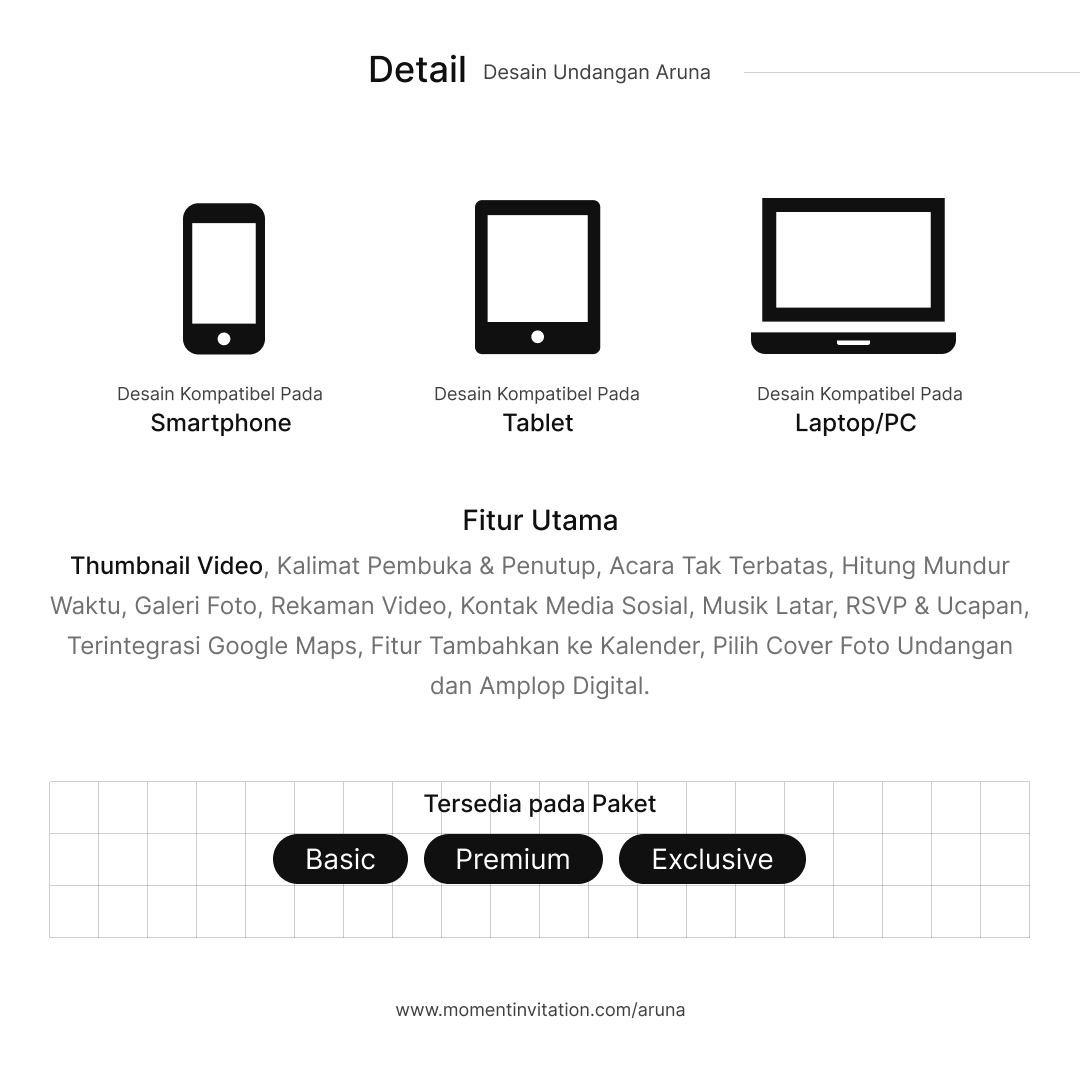 Detail Desain Undangan Aruna
Desain Kompatibel Pada
Smartphone
Desain Kompatibel Pada
Tablet
Desain Kompatibel Pada
Laptop/PC
Fitur Utama
Thumbnail Video, Kalimat Pembuka & Penutup, Acara Tak Terbatas, Hitung Mundur
Waktu, Galeri Foto, Rekaman Video, Kontak Media Sosial, Musik Latar, RSVP & Ucapan,
Terintegrasi Google Maps, Fitur Tambahkan ke Kalender, Pilih Cover Foto Undangan
dan Amplop Digital.
Tersedia pada Paket
Basic Premium Exclusive
www.momentinvitation.com/aruna